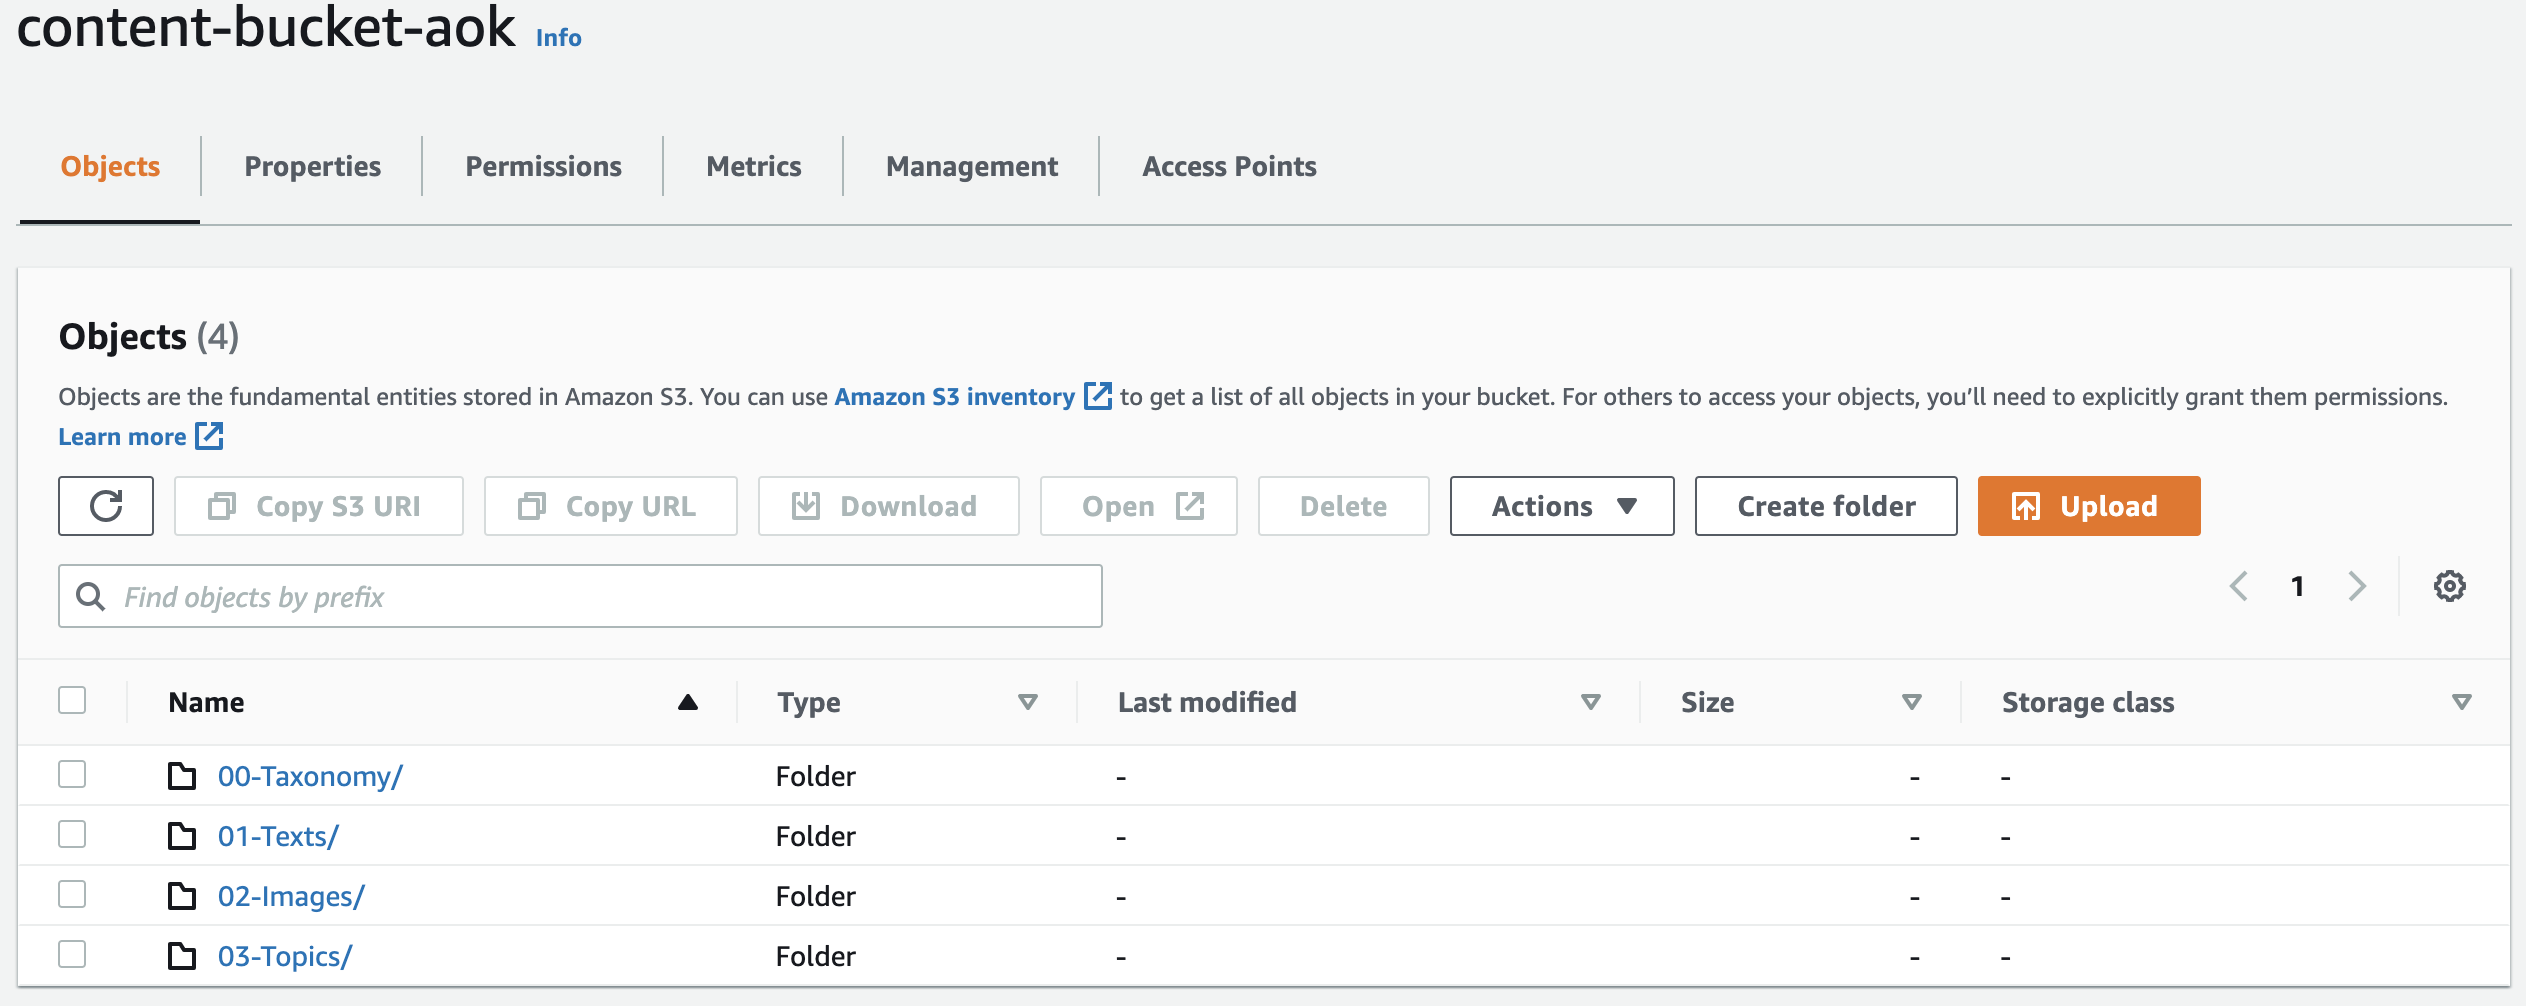 content-bucket-aok Info
Objects Properties Permissions Metrics Management Access Points
Objects (4)
Objects are the fundamental entities stored in Amazon S3. You can use Amazon S3 inventory to get a list of all objects in your bucket. For others to access your objects, you’ll need to explicitly grant them permissions.
Learn more
Copy S3 URI Copy URL Download Open Delete Actions Create folder Upload
Find objects by prefix 1
Name Type Last modified Size Storage class
00-Taxonomy/ Folder - - -
01-Texts/ Folder - - -
02-Images/ Folder - - -
03-Topics/ Folder - - -